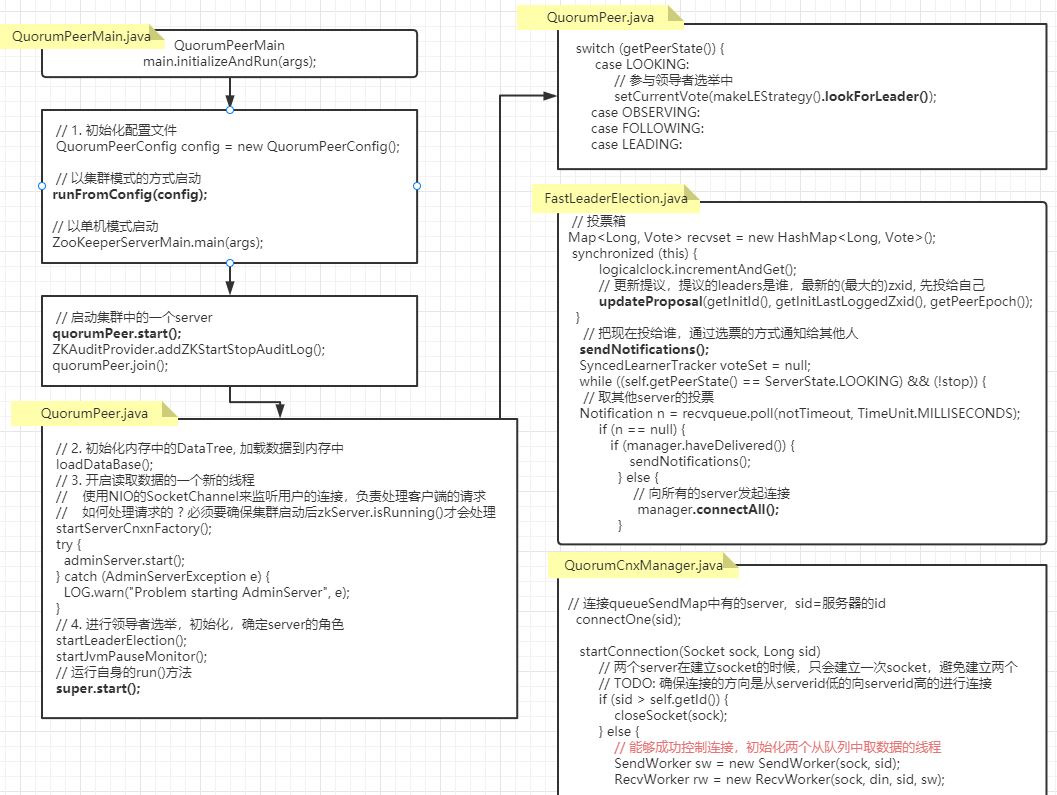 QuorumPeerMain.java
QuorumPeerMain
main.initializeAndRun(args);
// 1. 初始化配置文件
QuorumPeerConfig config = new QuorumPeerConfig();
// 以集群模式的方式启动
runFromConfig(config);
// 以单机模式启动
ZooKeeperServerMain.main(args);
// 启动集群中的一个server
quorumPeer.start();
ZKAuditProvider.addZKStartStopAuditLog();
quorumPeer.join();
QuorumPeer.java
// 2. 初始化内存中的DataTree, 加载数据到内存中
loadDataBase();
// 3. 开启读取数据的一个新的线程
// 使用NIO的SocketChannel来监听用户的连接，负责处理客户端的请求
// 如何处理请求的？必须要确保集群启动后zkServer.isRunning()才会处理
startServerCnxnFactory();
try {
adminServer.start();
} catch (AdminServerException e) {
LOG.warn("Problem starting AdminServer", e);
}
// 4. 进行领导者选举，初始化，确定server的角色
startLeaderElection();
startJvmPauseMonitor();
// 运行自身的run()方法
super.start();
QuorumPeer.java
switch (getPeerState()) {
case LOOKING:
// 参与领导者选举中
setCurrentVote(makeLEStrategy().lookForLeader());
case OBSERVING:
case FOLLOWING:
case LEADING:
FastLeaderElection.java
// 投票箱
Map<Long, Vote> recvset = new HashMap<Long, Vote>();
synchronized (this) {
logicalclock.incrementAndGet();
// 更新提议，提议的leaders是谁，最新的(最大的)zxid, 先投给自己
updateProposal(getInitId(), getInitLastLoggedZxid(), getPeerEpoch());
}
// 把现在投给谁，通过选票的方式通知给其他人
sendNotifications();
SyncedLearnerTracker voteSet = null;
while ((self.getPeerState() == ServerState.LOOKING) && (!stop)) {
// 取其他server的投票
Notification n = recvqueue.poll(notTimeout, TimeUnit.MILLISECONDS);
if (n == null) {
if (manager.haveDelivered()) {
sendNotifications();
} else {
// 向所有的server发起连接
manager.connectAll();
}
QuorumCnxManager.java
// 连接queueSendMap中有的server，sid=服务器的id
connectOne(sid);
startConnection(Socket sock, Long sid)
// 两个server在建立socket的时候，只会建立一次socket，避免建立两个
// TODO: 确保连接的方向是从serverid低的向serverid高的进行连接
if (sid > self.getId()) {
closeSocket(sock);
} else {
// 能够成功控制连接，初始化两个从队列中取数据的线程
SendWorker sw = new SendWorker(sock, sid);
RecvWorker rw = new RecvWorker(sock, din, sid, sw);